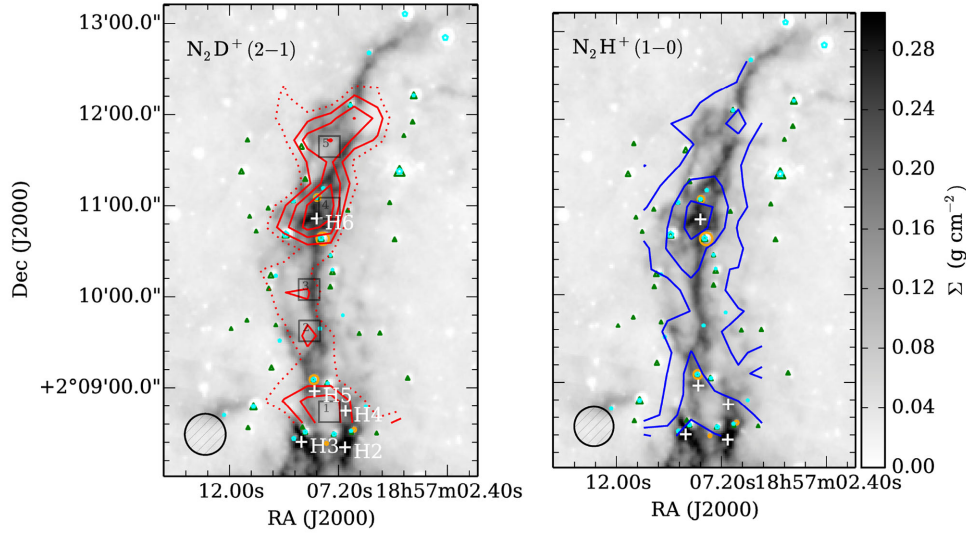 13'00.0"
N₂D⁺(2−1)
N₂H⁺(1−0)
0.28
0.24
12'00.0"
5
0.20
11'00.0"
4
H6
0.16
Dec (J2000)
Σ (g cm⁻²)
3
10'00.0"
0.12
2
0.08
+2°09'00.0"
H5
1
H4
0.04
H3
H2
0.00
12.00s
07.20s
18h57m02.40s
12.00s
07.20s
18h57m02.40s
RA (J2000)
RA (J2000)